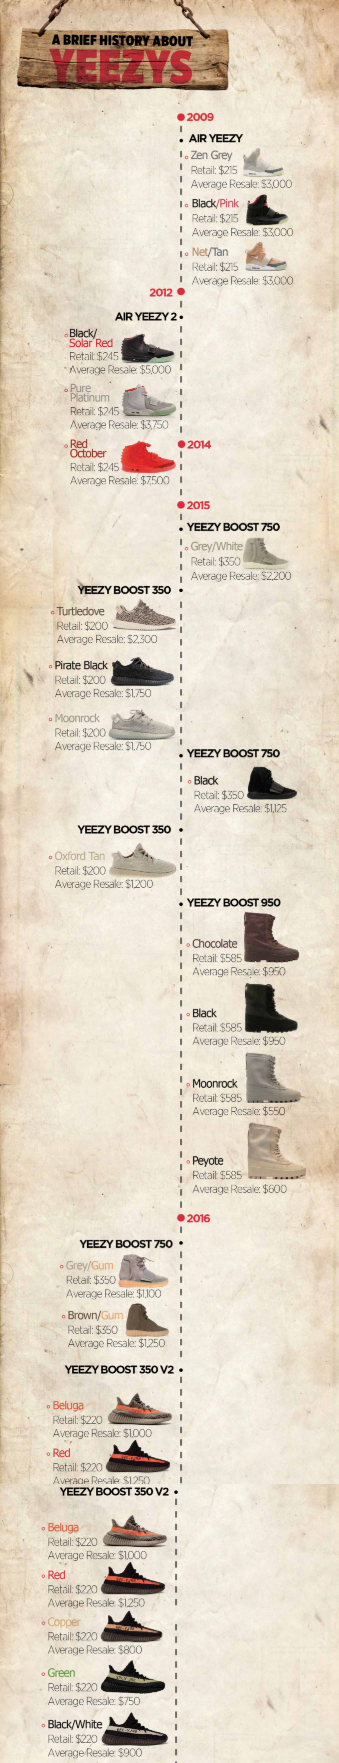 A BRIEF HISTORY ABOUT
YEEZYS
2009
AIR YEEZY
Zen Grey
Retail: $215
Average Resale: $3,000
Black/Pink
Retail: $215
Average Resale: $3,000
Net/Tan
Retail: $215
Average Resale: $3,000
2012
AIR YEEZY 2
Black/
Solar Red
Retail: $245
Average Resale: $5,000
Pure
Platinum
Retail: $245
Average Resale: $3,750
Red
October
Retail: $245
Average Resale: $7,500
2014
2015
YEEZY BOOST 750
Grey/White
Retail: $350
Average Resale: $2,200
YEEZY BOOST 350
Turtledove
Retail: $200
Average Resale: $2,300
Pirate Black
Retail: $200
Average Resale: $1,750
Moonrock
Retail: $200
Average Resale: $1,750
YEEZY BOOST 750
Black
Retail: $350
Average Resale: $1,125
YEEZY BOOST 350
Oxford Tan
Retail: $200
Average Resale: $1,200
YEEZY BOOST 950
Chocolate
Retail: $585
Average Resale: $950
Black
Retail: $585
Average Resale: $950
Moonrock
Retail: $585
Average Resale: $550
Peyote
Retail: $585
Average Resale: $600
2016
YEEZY BOOST 750
Grey/Gum
Retail: $350
Average Resale: $1,100
Brown/Gum
Retail: $350
Average Resale: $1,250
YEEZY BOOST 350 V2
Beluga
Retail: $220
Average Resale: $1,000
Red
Retail: $220
Average Resale: $1,250
YEEZY BOOST 350 V2
Beluga
Retail: $220
Average Resale: $1,000
Red
Retail: $220
Average Resale: $1,250
Copper
Retail: $220
Average Resale: $800
Green
Retail: $220
Average Resale: $750
Black/White
Retail: $220
Average Resale: $900